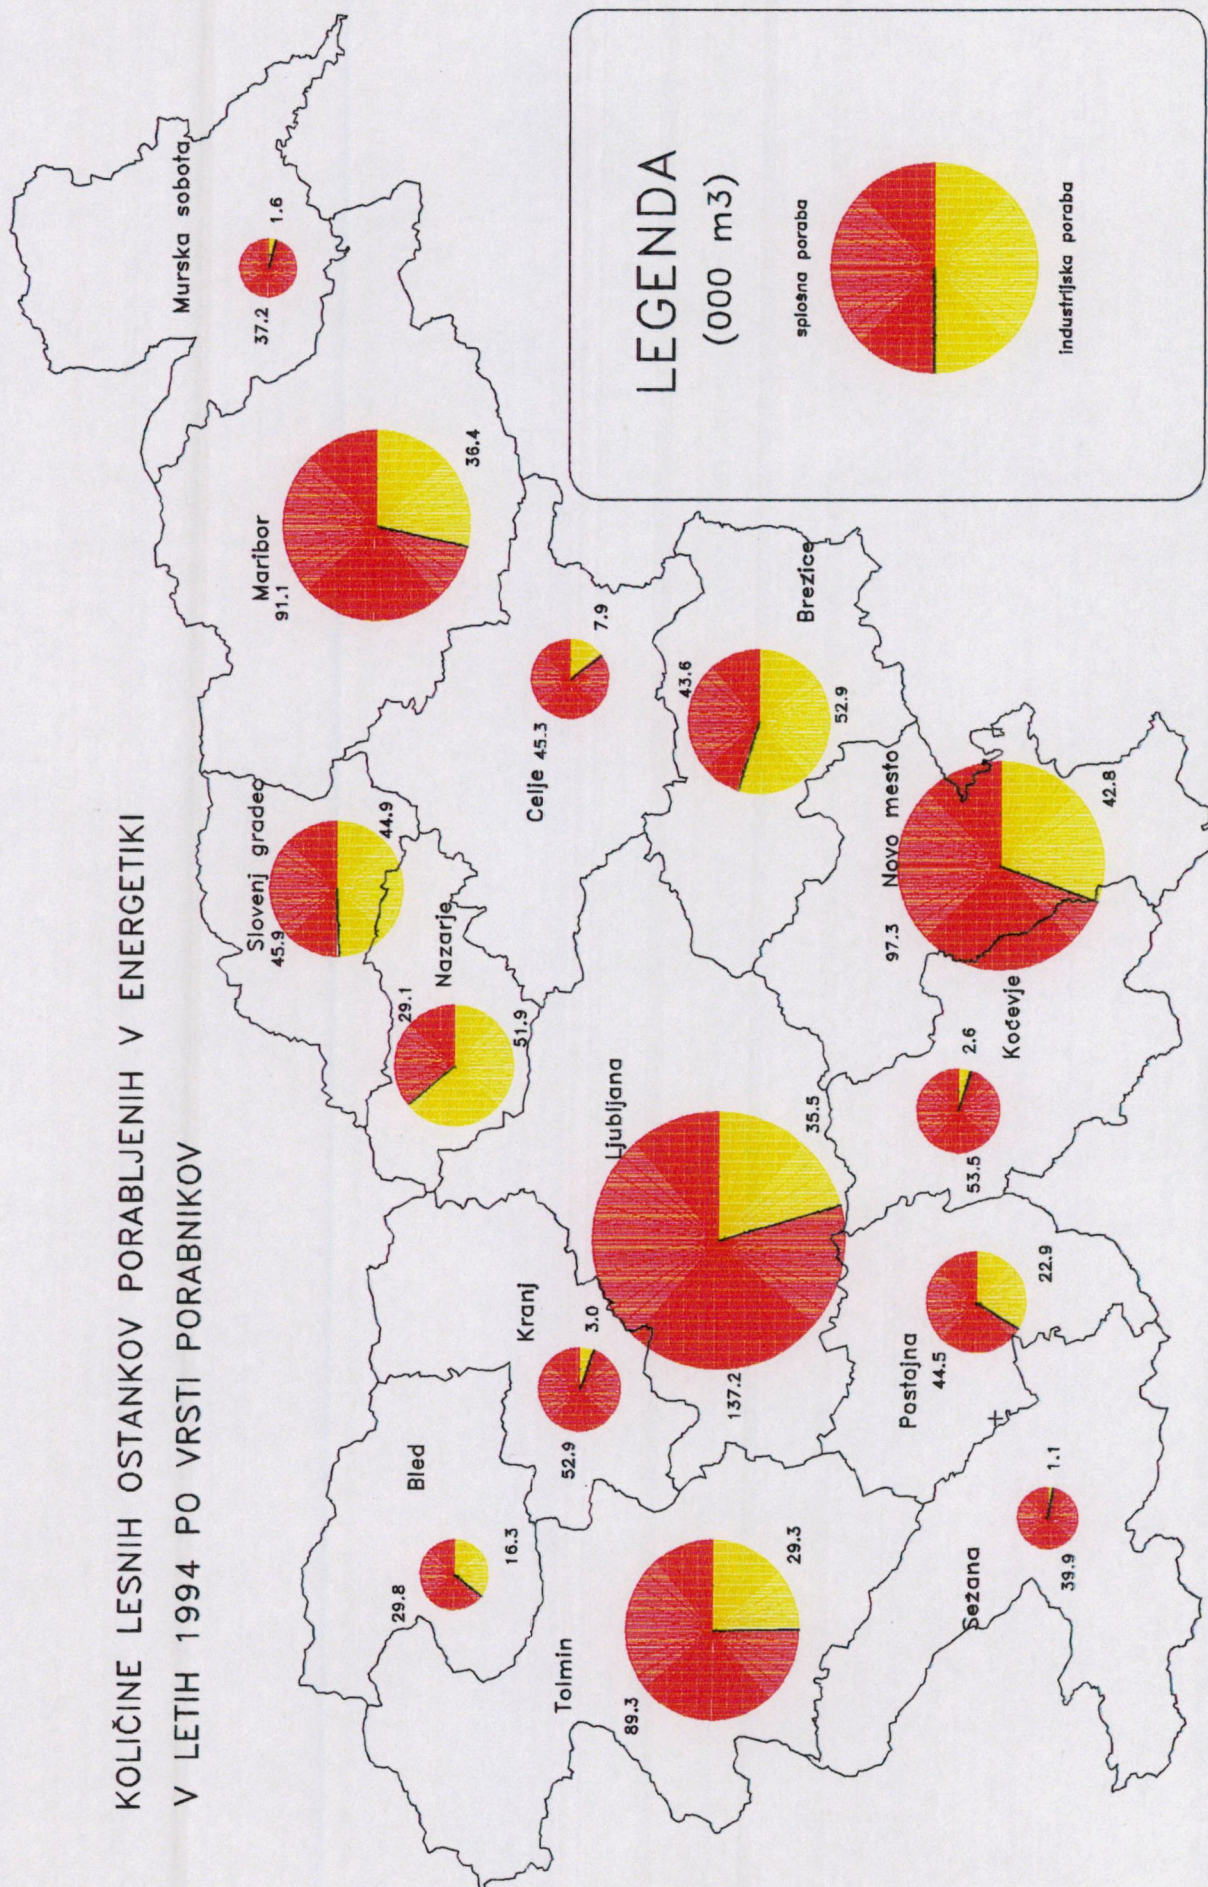 KOLIČINE LESNIH OSTANKOV PORABLJENIH V ENERGETIKI
V LETIH 1994 PO VRSTI PORABNIKOV
Murska sobota
37.2
1.6
Maribor
91.1
36.4
Slovenj gradec
45.9
44.9
Nazarje
29.1
51.9
Celje 45.3
7.9
Bled
29.8
16.3
Kranj
52.9
3.0
Ljubljana
137.2
35.5
Brezice
43.6
52.9
Tolmin
89.3
29.3
Novo mesto
97.3
42.8
Postojna
44.5
22.9
Kočevje
53.5
2.6
Sezana
39.9
1.1
LEGENDA
(000 m3)
splošna poraba
industrijska poraba